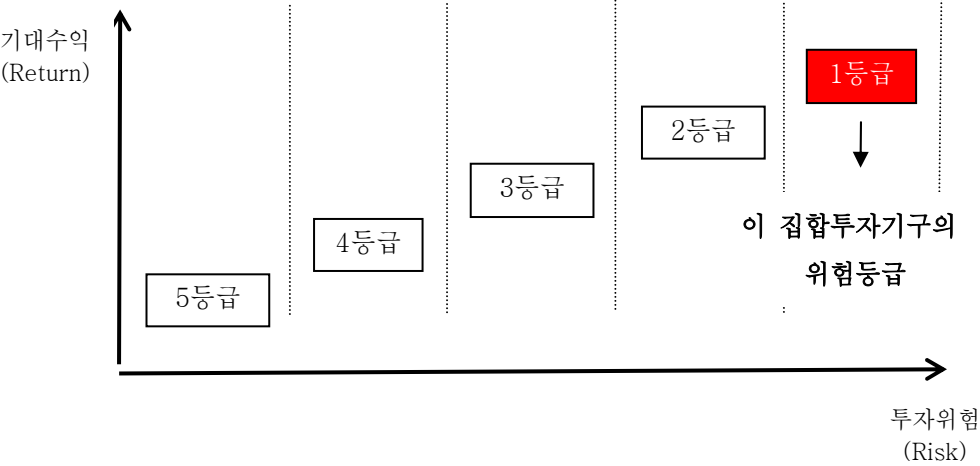 기대수익
(Return)
1등급
2등급
3등급
4등급
5등급
이 집합투자기구의
위험등급
투자위험
(Risk)